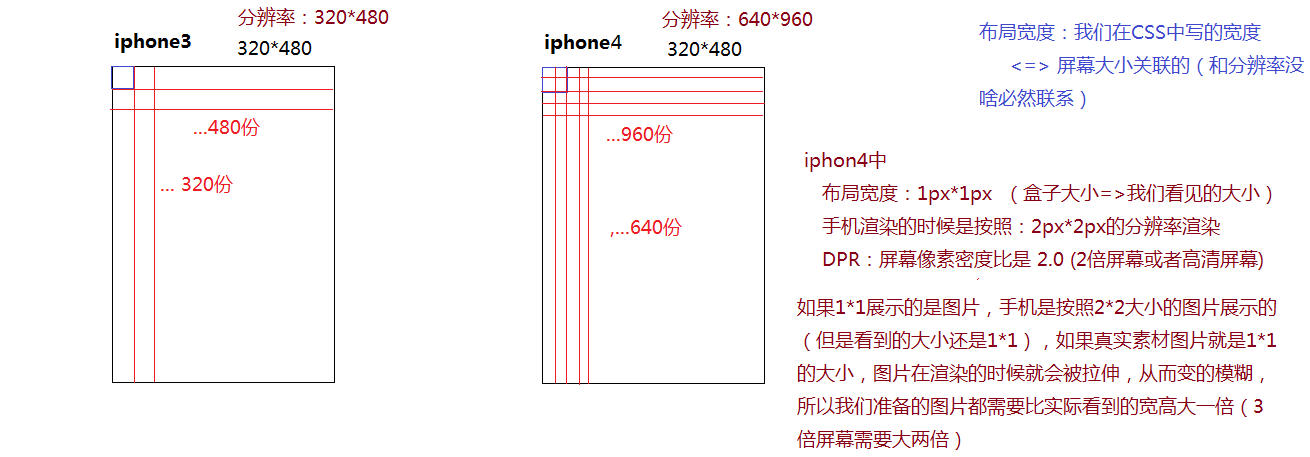 iphone3
分辨率：320*480
320*480
...480份
... 320份
iphone4
分辨率：640*960
320*480
...960份
,...640份
布局宽度：我们在CSS中写的宽度
<=> 屏幕大小关联的（和分辨率没
啥必然联系）
iphon4中
布局宽度：1px*1px （盒子大小=>我们看见的大小）
手机渲染的时候是按照：2px*2px的分辨率渲染
DPR：屏幕像素密度比是 2.0 (2倍屏幕或者高清屏幕)
如果1*1展示的是图片，手机是按照2*2大小的图片展示的
（但是看到的大小还是1*1），如果真实素材图片就是1*1
的大小，图片在渲染的时候就会被拉伸，从而变的模糊，
所以我们准备的图片都需要比实际看到的宽高大一倍（3
倍屏幕需要大两倍）